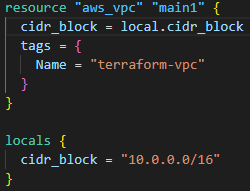 resource "aws_vpc" "main1" {
  cidr_block = local.cidr_block
  tags = {
    Name = "terraform-vpc"
  }
}

locals {
  cidr_block = "10.0.0.0/16"
}